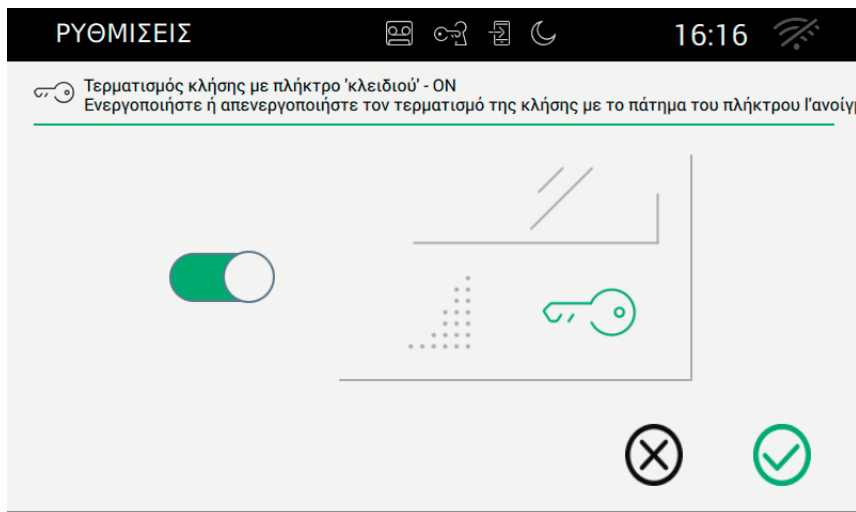 ΡΥΘΜΙΣΕΙΣ 16:16
Τερματισμός κλήσης με πλήκτρο 'κλειδιού' - ON
Ενεργοποιήστε ή απενεργοποιήστε τον τερματισμό της κλήσης με το πάτημα του πλήκτρου